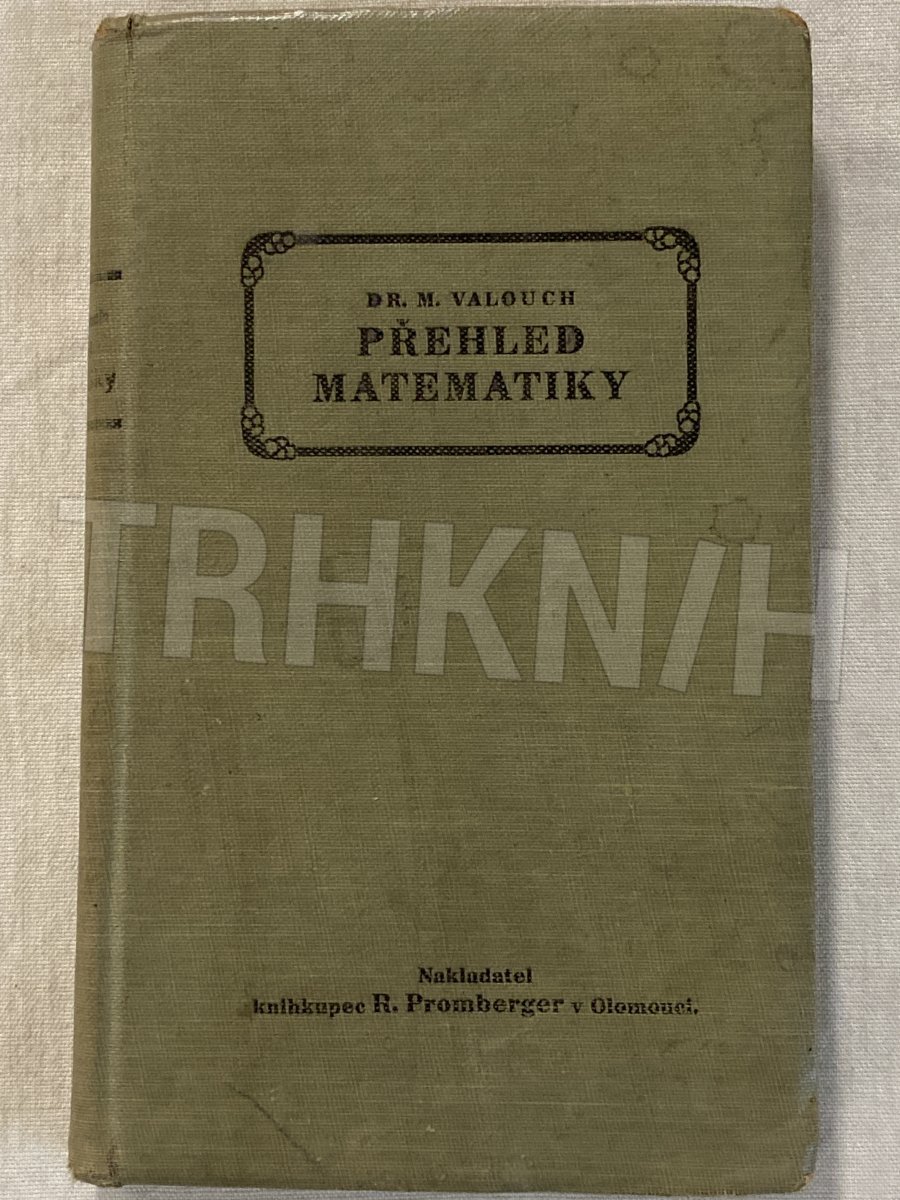 DR. M. VALOUCH
PŘEHLED
MATEMATIKY
TRHKNIH
Nakladatel
knihkupec R. Promberger v Olomouci.